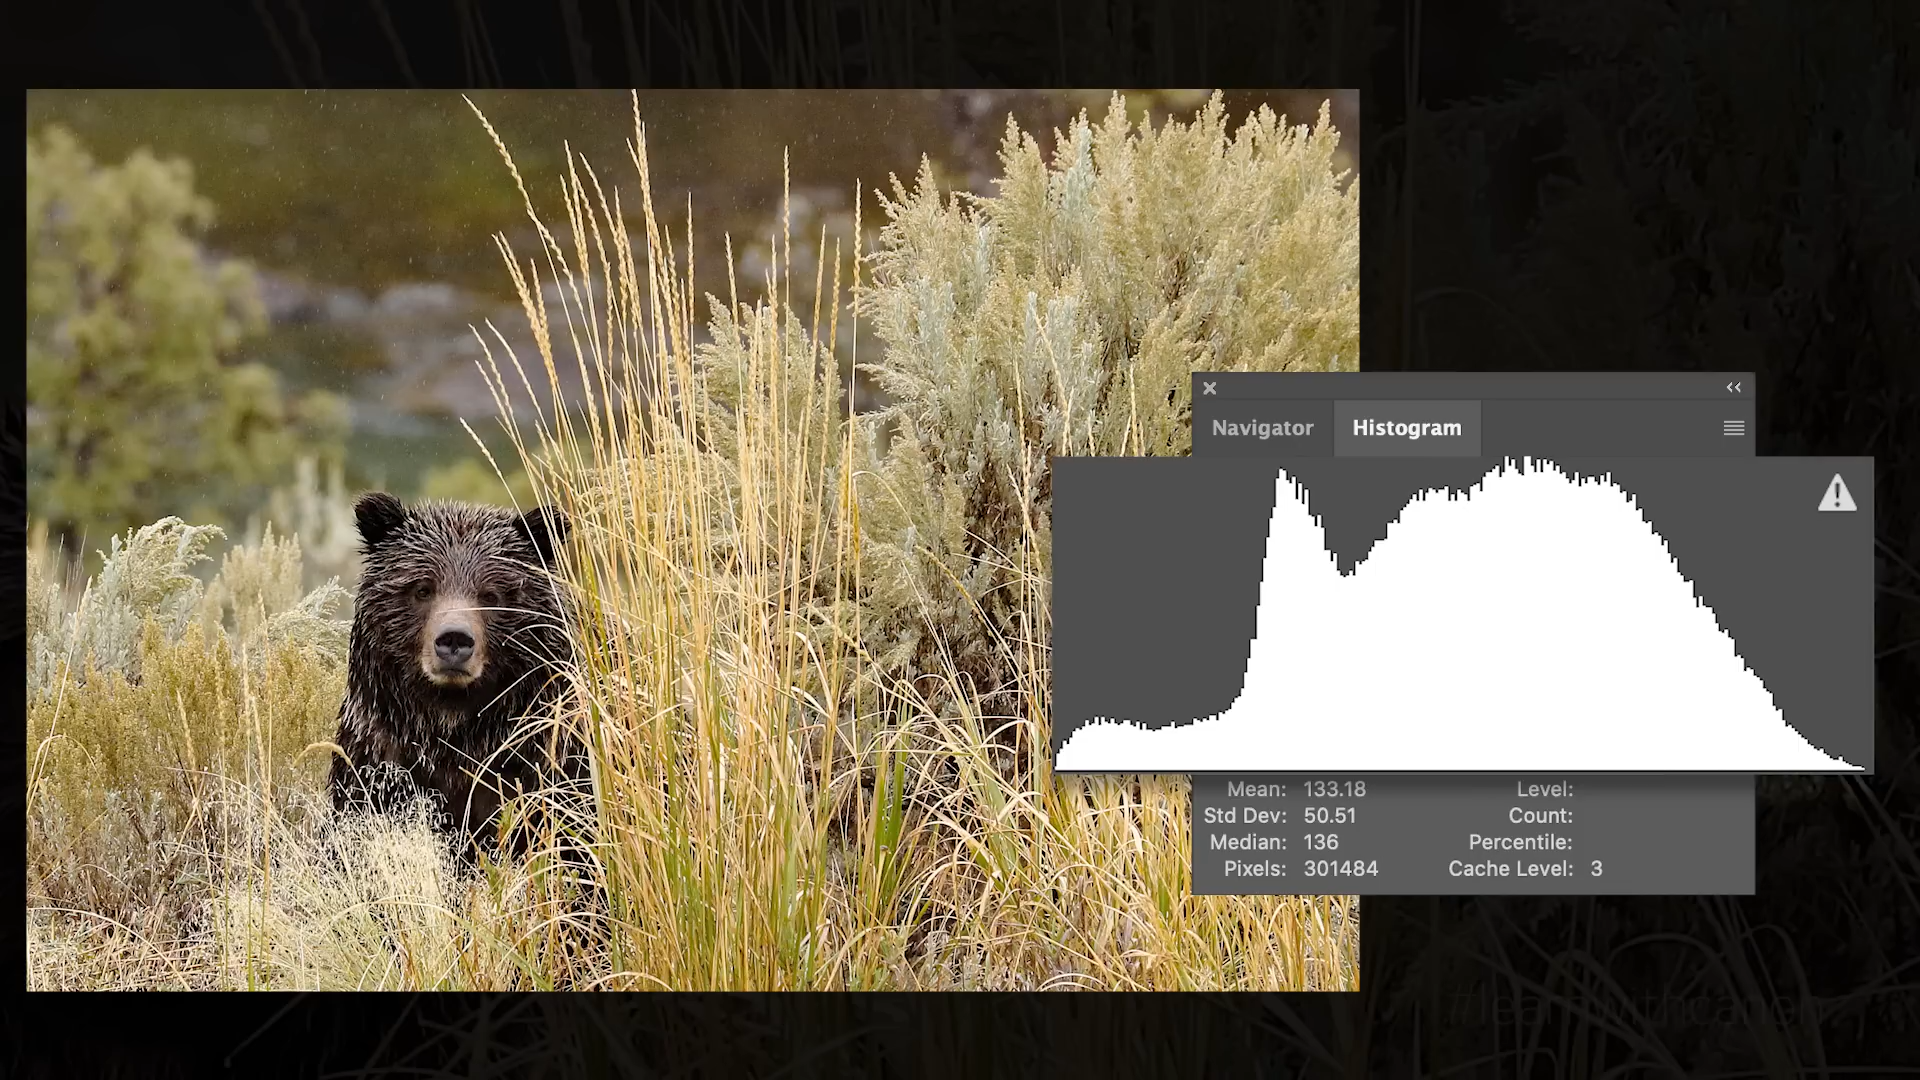 Navigator
Histogram
Mean: 133.18
Level:
Std Dev: 50.51
Count:
Median: 136
Percentile:
Pixels: 301484
Cache Level: 3
#learnwithcanon